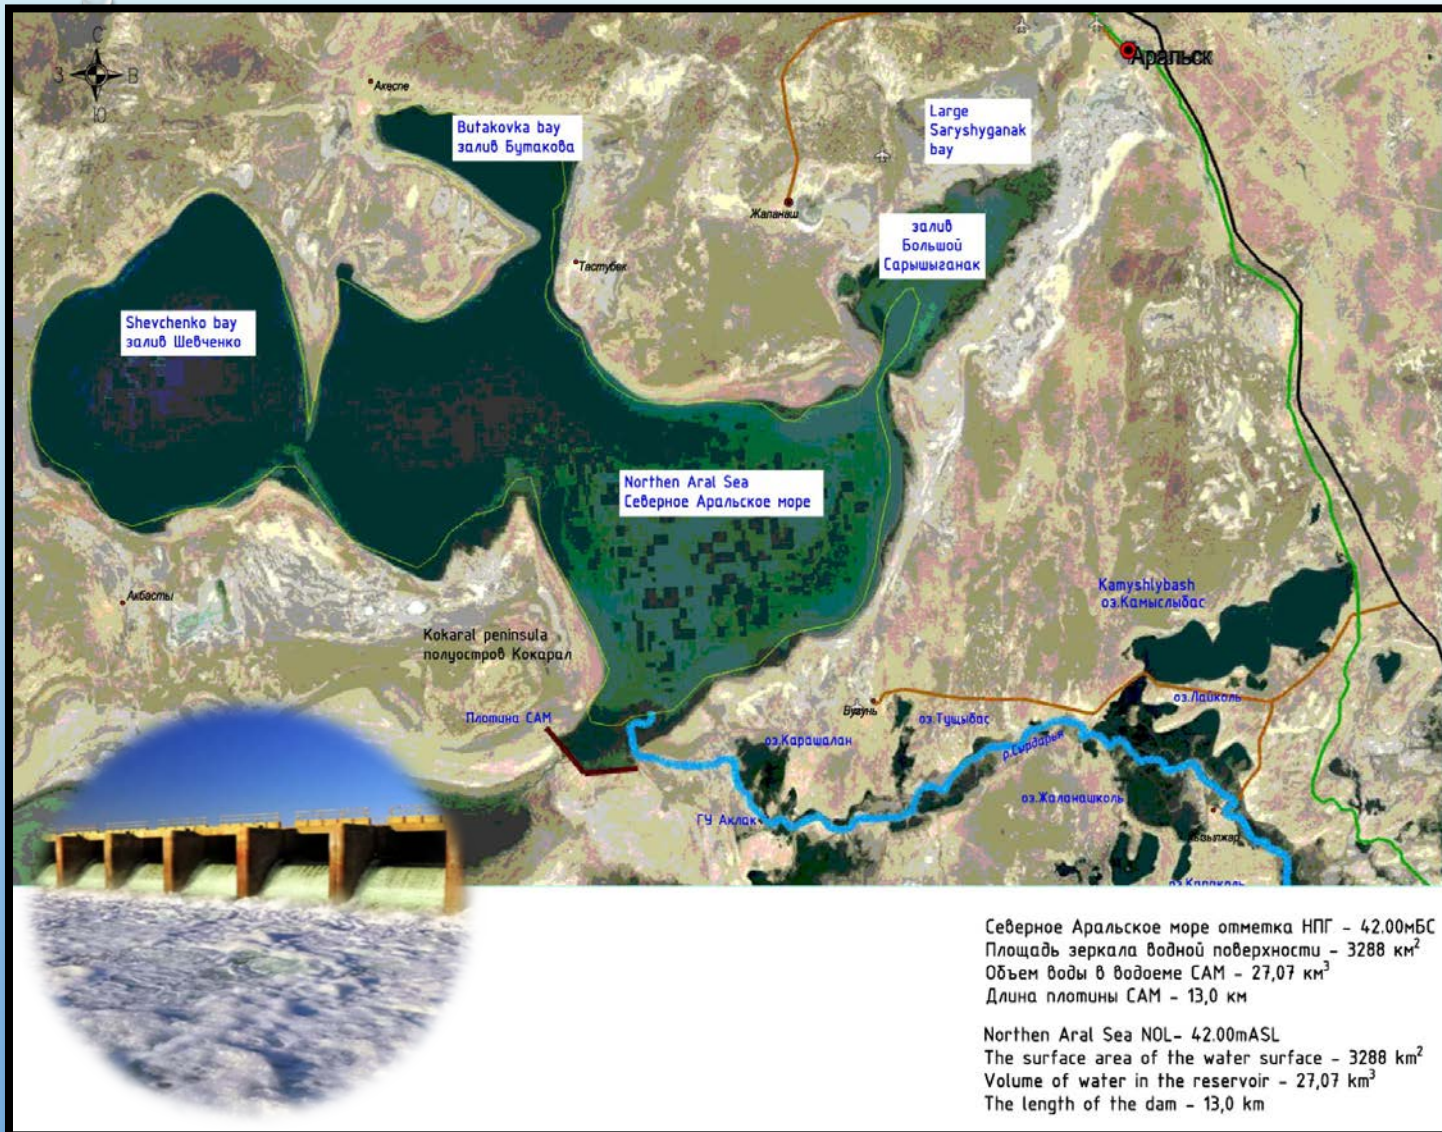 С
З
В
Ю
Аральск
Акеспе
Butakovka bay
залив Бутакова
Large
Saryshyganak
bay
Жаланаш
залив
Большой
Сарышыганак
Тастубек
Shevchenko bay
залив Шевченко
Northen Aral Sea
Северное Аральское море
Акбасты
Kamyshlybash
оз.Камыслыбас
Kokaral peninsula
полуостров Кокарал
Плотина САМ
Бугунь
оз.Тущыбас
оз.Лайколь
оз.Карашалан
р.Сырдарья
оз.Жаланашколь
ГУ Аклак
оз.Караколь
Северное Аральское море отметка НПГ - 42.00мБС
Площадь зеркала водной поверхности - 3288 км²
Объем воды в водоеме САМ - 27,07 км³
Длина плотины САМ - 13,0 км
Northen Aral Sea NOL- 42.00mASL
The surface area of the water surface - 3288 km²
Volume of water in the reservoir - 27,07 km³
The length of the dam - 13,0 km